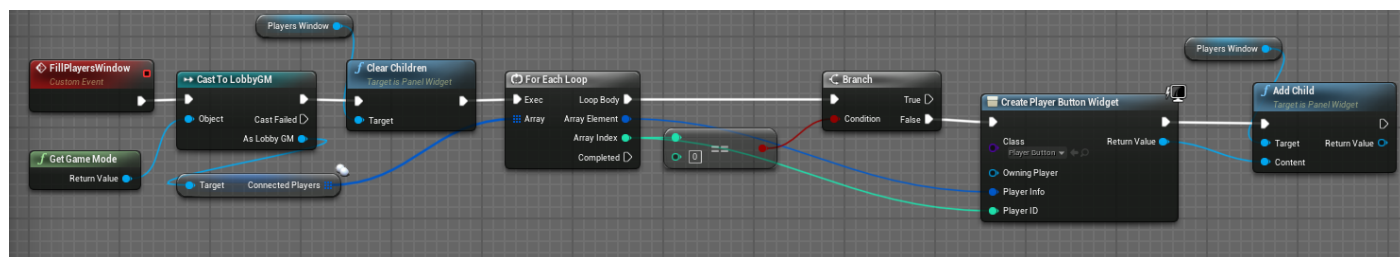 Players Window
FillPlayersWindow
Custom Event
Cast To LobbyGM
Object
Cast Failed
As Lobby GM
Get Game Mode
Return Value
Target
Connected Players
Clear Children
Target is Panel Widget
Target
For Each Loop
Exec
Loop Body
Array
Array Element
Array Index
Completed
==
0
Branch
True
Condition
False
Create Player Button Widget
Class
Player Button
Return Value
Owning Player
Player Info
Player ID
Players Window
Add Child
Target is Panel Widget
Target
Return Value
Content